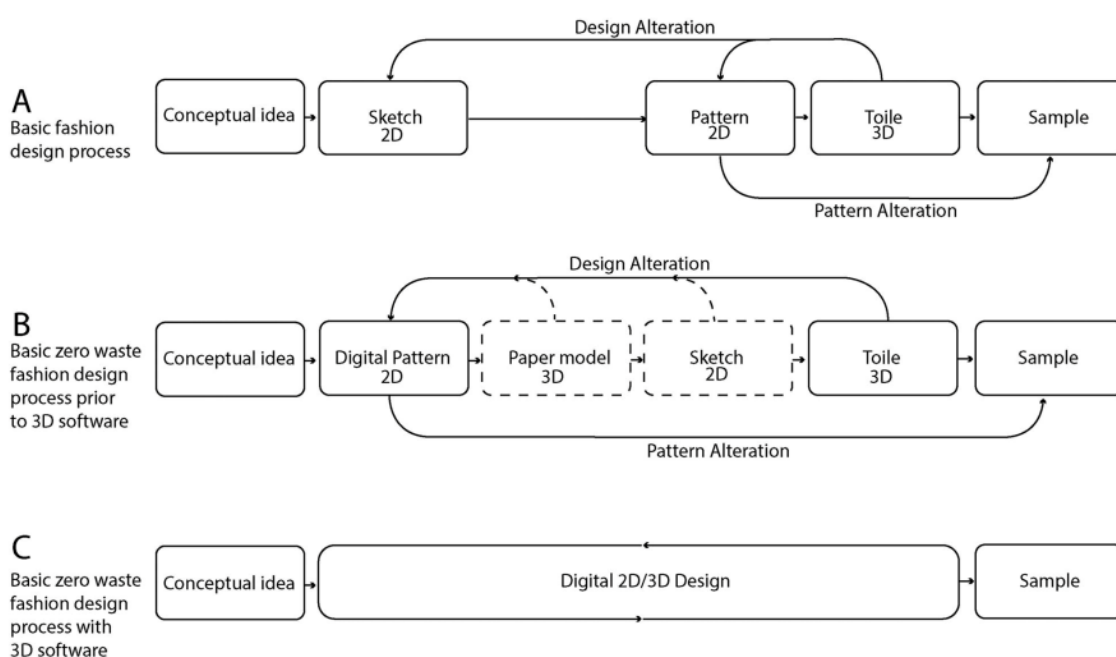 Design Alteration
A
Basic fashion
design process
Conceptual idea
Sketch
2D
Pattern
2D
Toile
3D
Sample
Pattern Alteration
Design Alteration
B
Basic zero waste
fashion design
process prior
to 3D software
Conceptual idea
Digital Pattern
2D
Paper model
3D
Sketch
2D
Toile
3D
Sample
Pattern Alteration
C
Basic zero waste
fashion design
process with
3D software
Conceptual idea
Digital 2D/3D Design
Sample